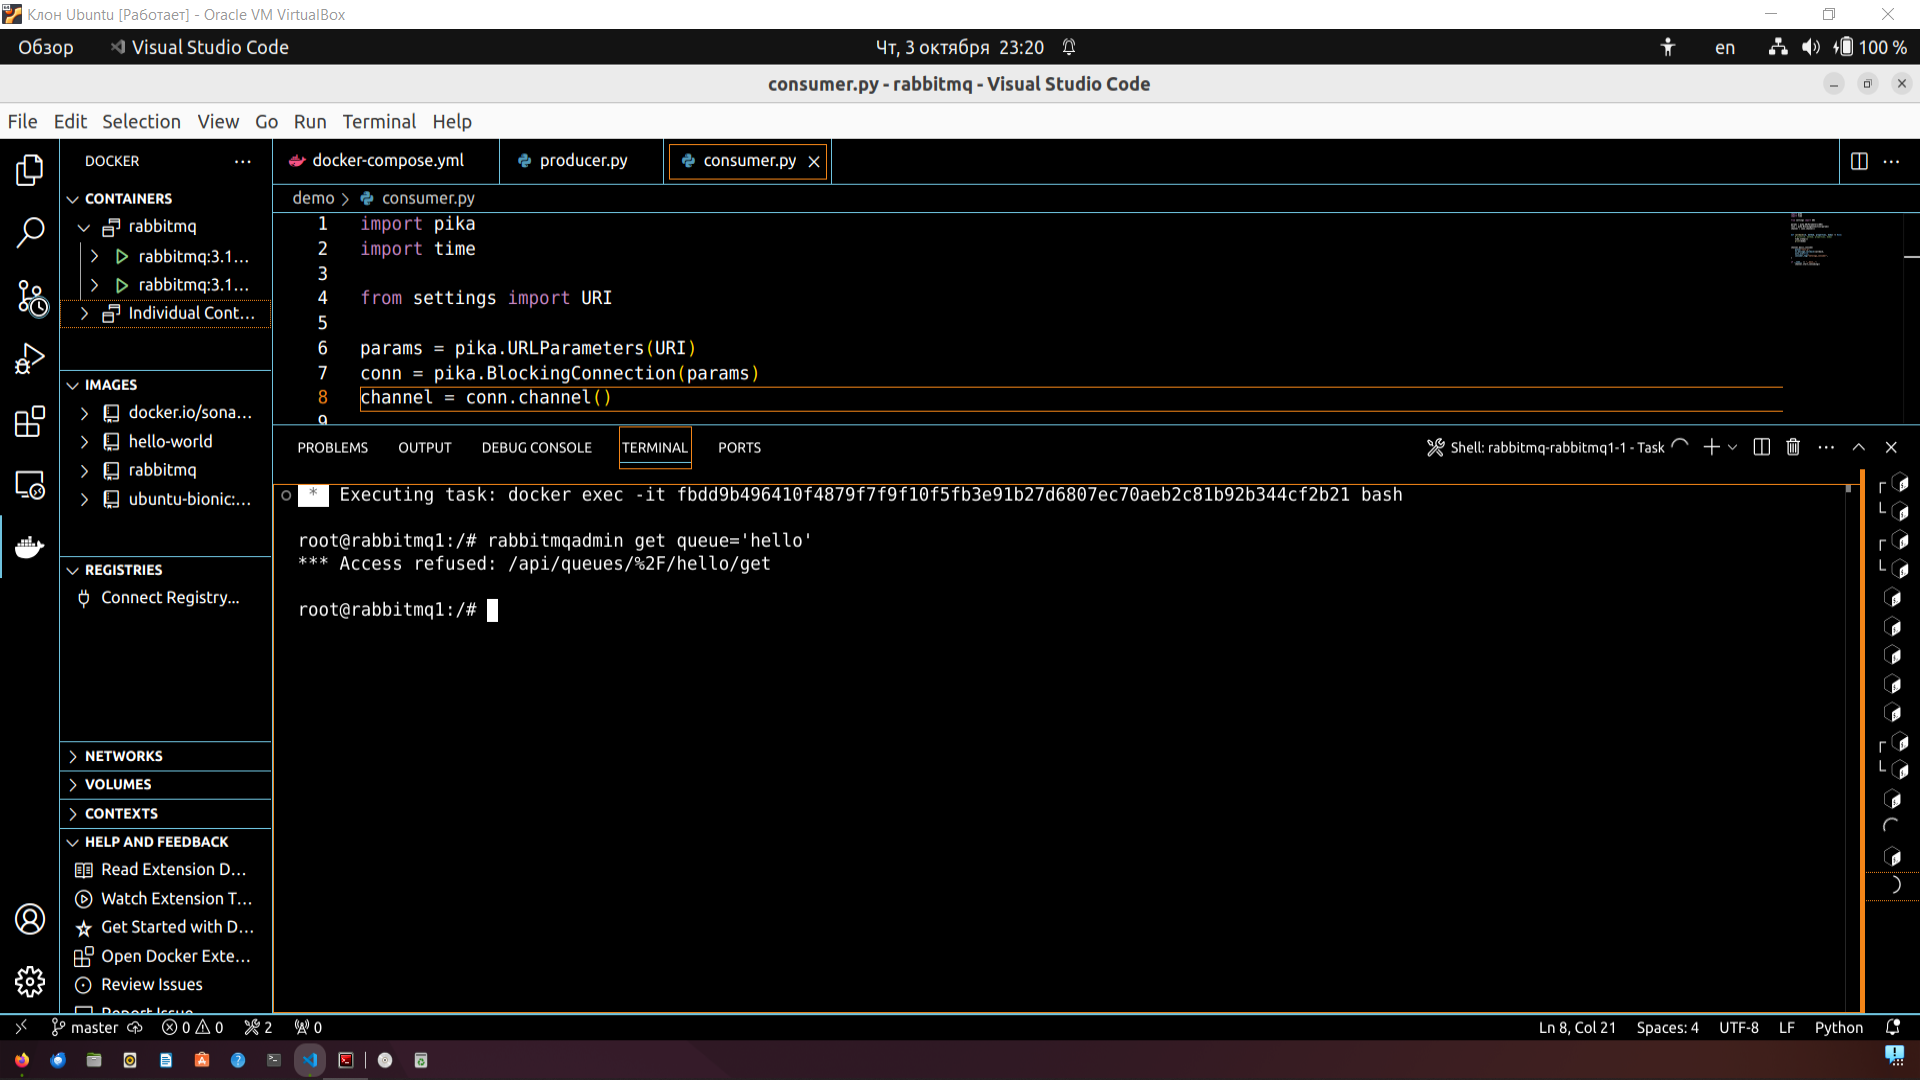 Клон Ubuntu [Работает] - Oracle VM VirtualBox
Обзор Visual Studio Code Чт, 3 октября 23:20 en 100 %
consumer.py - rabbitmq - Visual Studio Code
File Edit Selection View Go Run Terminal Help
DOCKER
CONTAINERS
rabbitmq
rabbitmq:3.1...
rabbitmq:3.1...
Individual Cont...
IMAGES
docker.io/sona...
hello-world
rabbitmq
ubuntu-bionic:...
REGISTRIES
Connect Registry...
NETWORKS
VOLUMES
CONTEXTS
HELP AND FEEDBACK
Read Extension D...
Watch Extension T...
Get Started with D...
Open Docker Exte...
Review Issues
Report Issue
docker-compose.yml producer.py consumer.py
demo > consumer.py
1 import pika
2 import time
3
4 from settings import URI
5
6 params = pika.URLParameters(URI)
7 conn = pika.BlockingConnection(params)
8 channel = conn.channel()
9
PROBLEMS OUTPUT DEBUG CONSOLE TERMINAL PORTS Shell: rabbitmq-rabbitmq1-1 - Task
* Executing task: docker exec -it fbdd9b496410f4879f7f9f10f5fb3e91b27d6807ec70aeb2c81b92b344cf2b21 bash
root@rabbitmq1:/# rabbitmqadmin get queue='hello'
*** Access refused: /api/queues/%2F/hello/get
root@rabbitmq1:/#
master 0 0 2 0 Ln 8, Col 21 Spaces: 4 UTF-8 LF Python